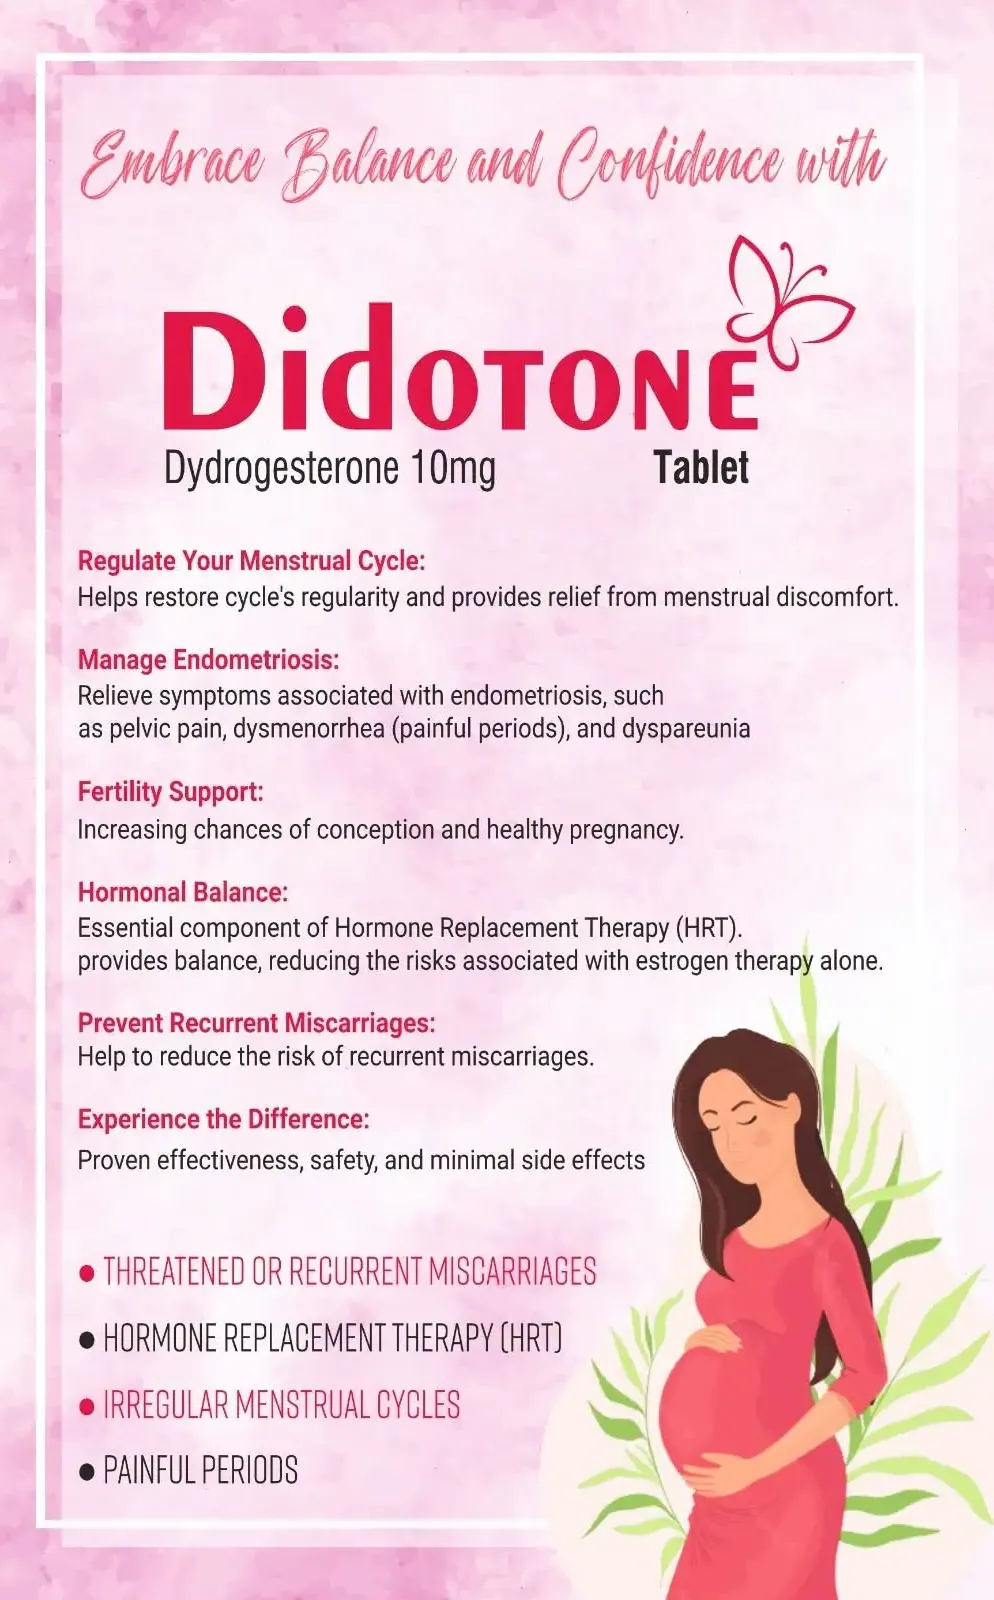 Embrace Balance and Confidence with
Didotone
Dydrogesterone 10mg Tablet
Regulate Your Menstrual Cycle:
Helps restore cycle's regularity and provides relief from menstrual discomfort.
Manage Endometriosis:
Relieve symptoms associated with endometriosis, such
as pelvic pain, dysmenorrhea (painful periods), and dyspareunia
Fertility Support:
Increasing chances of conception and healthy pregnancy.
Hormonal Balance:
Essential component of Hormone Replacement Therapy (HRT).
provides balance, reducing the risks associated with estrogen therapy alone.
Prevent Recurrent Miscarriages:
Help to reduce the risk of recurrent miscarriages.
Experience the Difference:
Proven effectiveness, safety, and minimal side effects
● THREATENED OR RECURRENT MISCARRIAGES
● HORMONE REPLACEMENT THERAPY (HRT)
● IRREGULAR MENSTRUAL CYCLES
● PAINFUL PERIODS